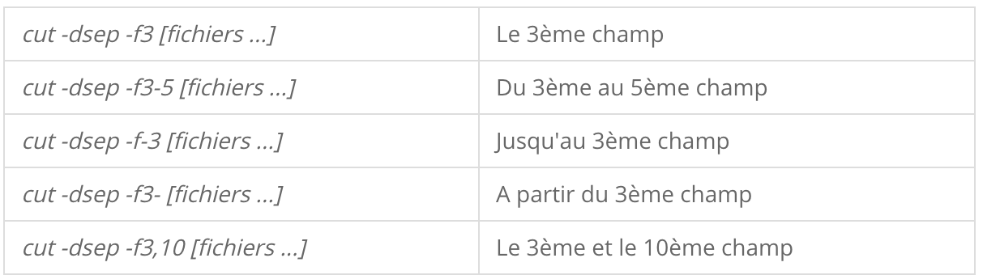 cut -dsep -f3 [fichiers ...] Le 3ème champ
cut -dsep -f3-5 [fichiers ...] Du 3ème au 5ème champ
cut -dsep -f-3 [fichiers ...] Jusqu'au 3ème champ
cut -dsep -f3- [fichiers ...] A partir du 3ème champ
cut -dsep -f3,10 [fichiers ...] Le 3ème et le 10ème champ